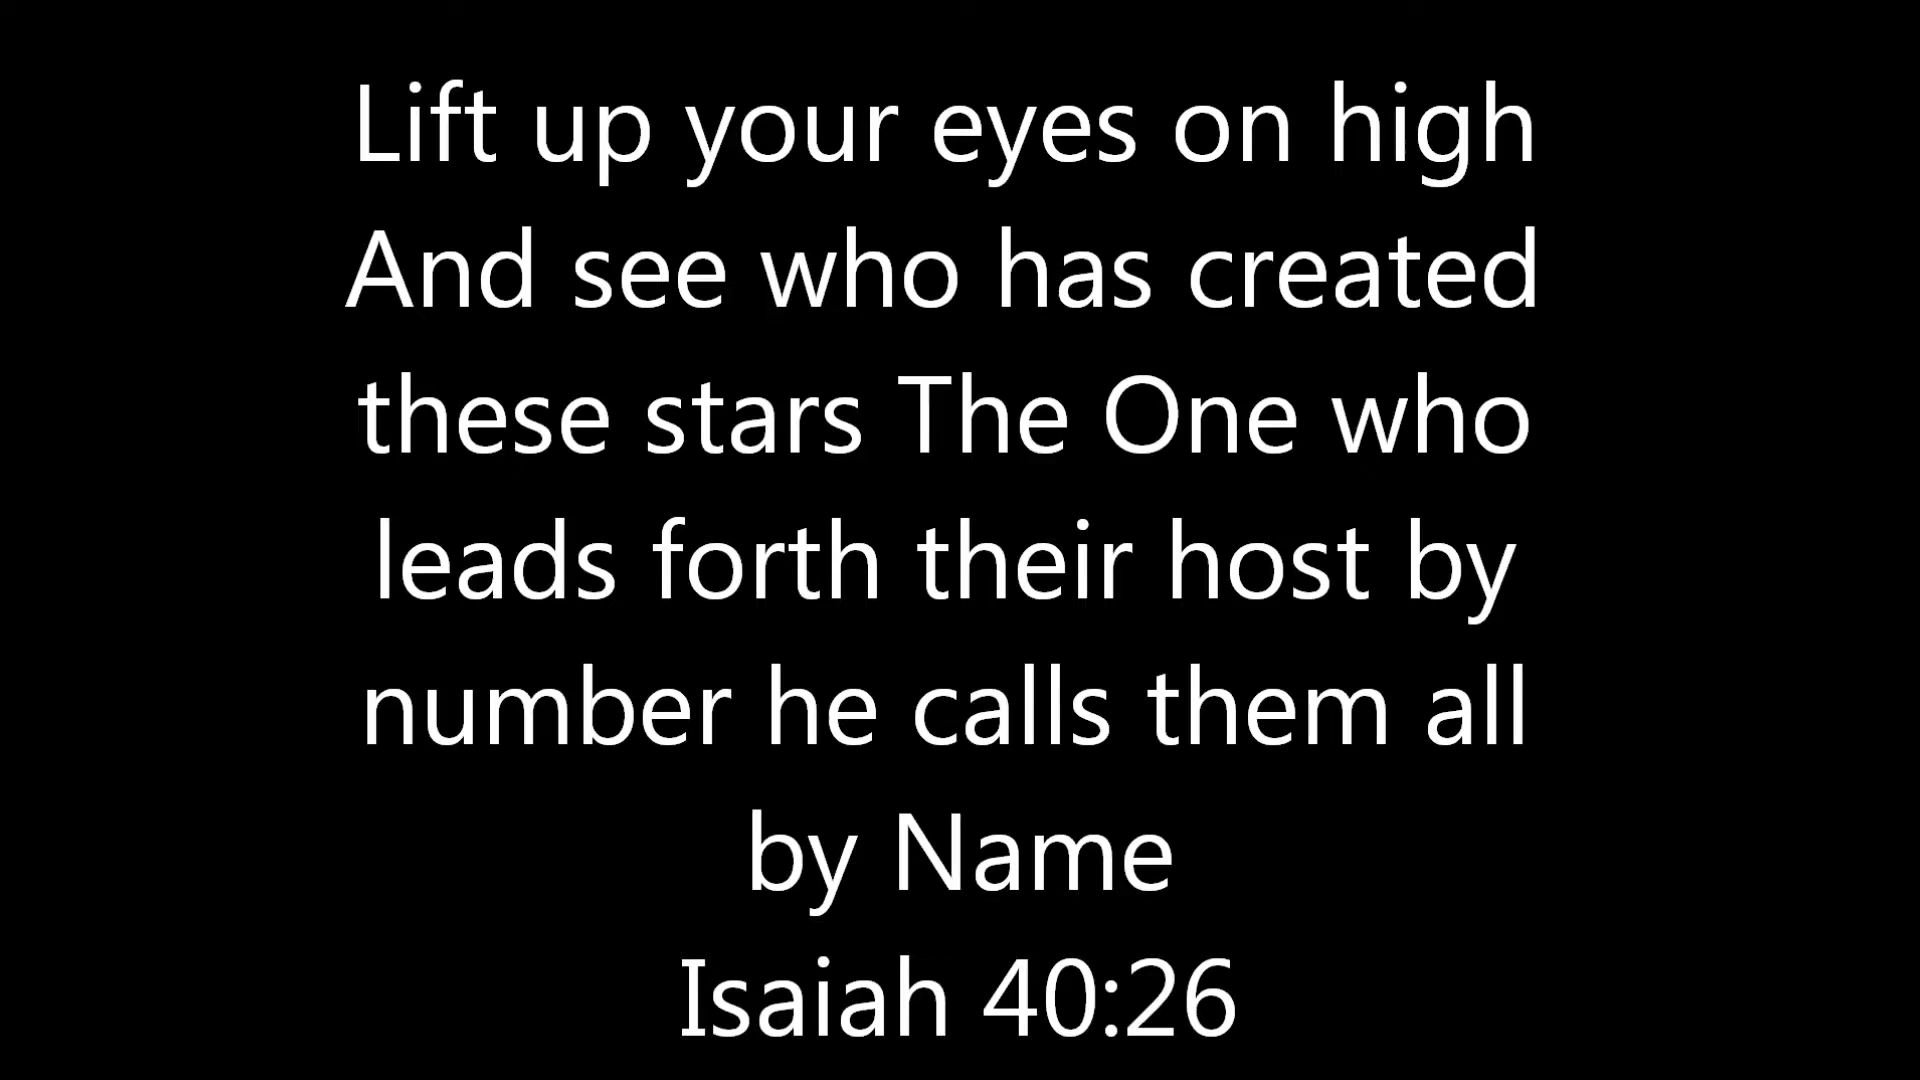 Lift up your eyes on high
And see who has created
these stars The One who
leads forth their host by
number he calls them all
by Name
Isaiah 40:26